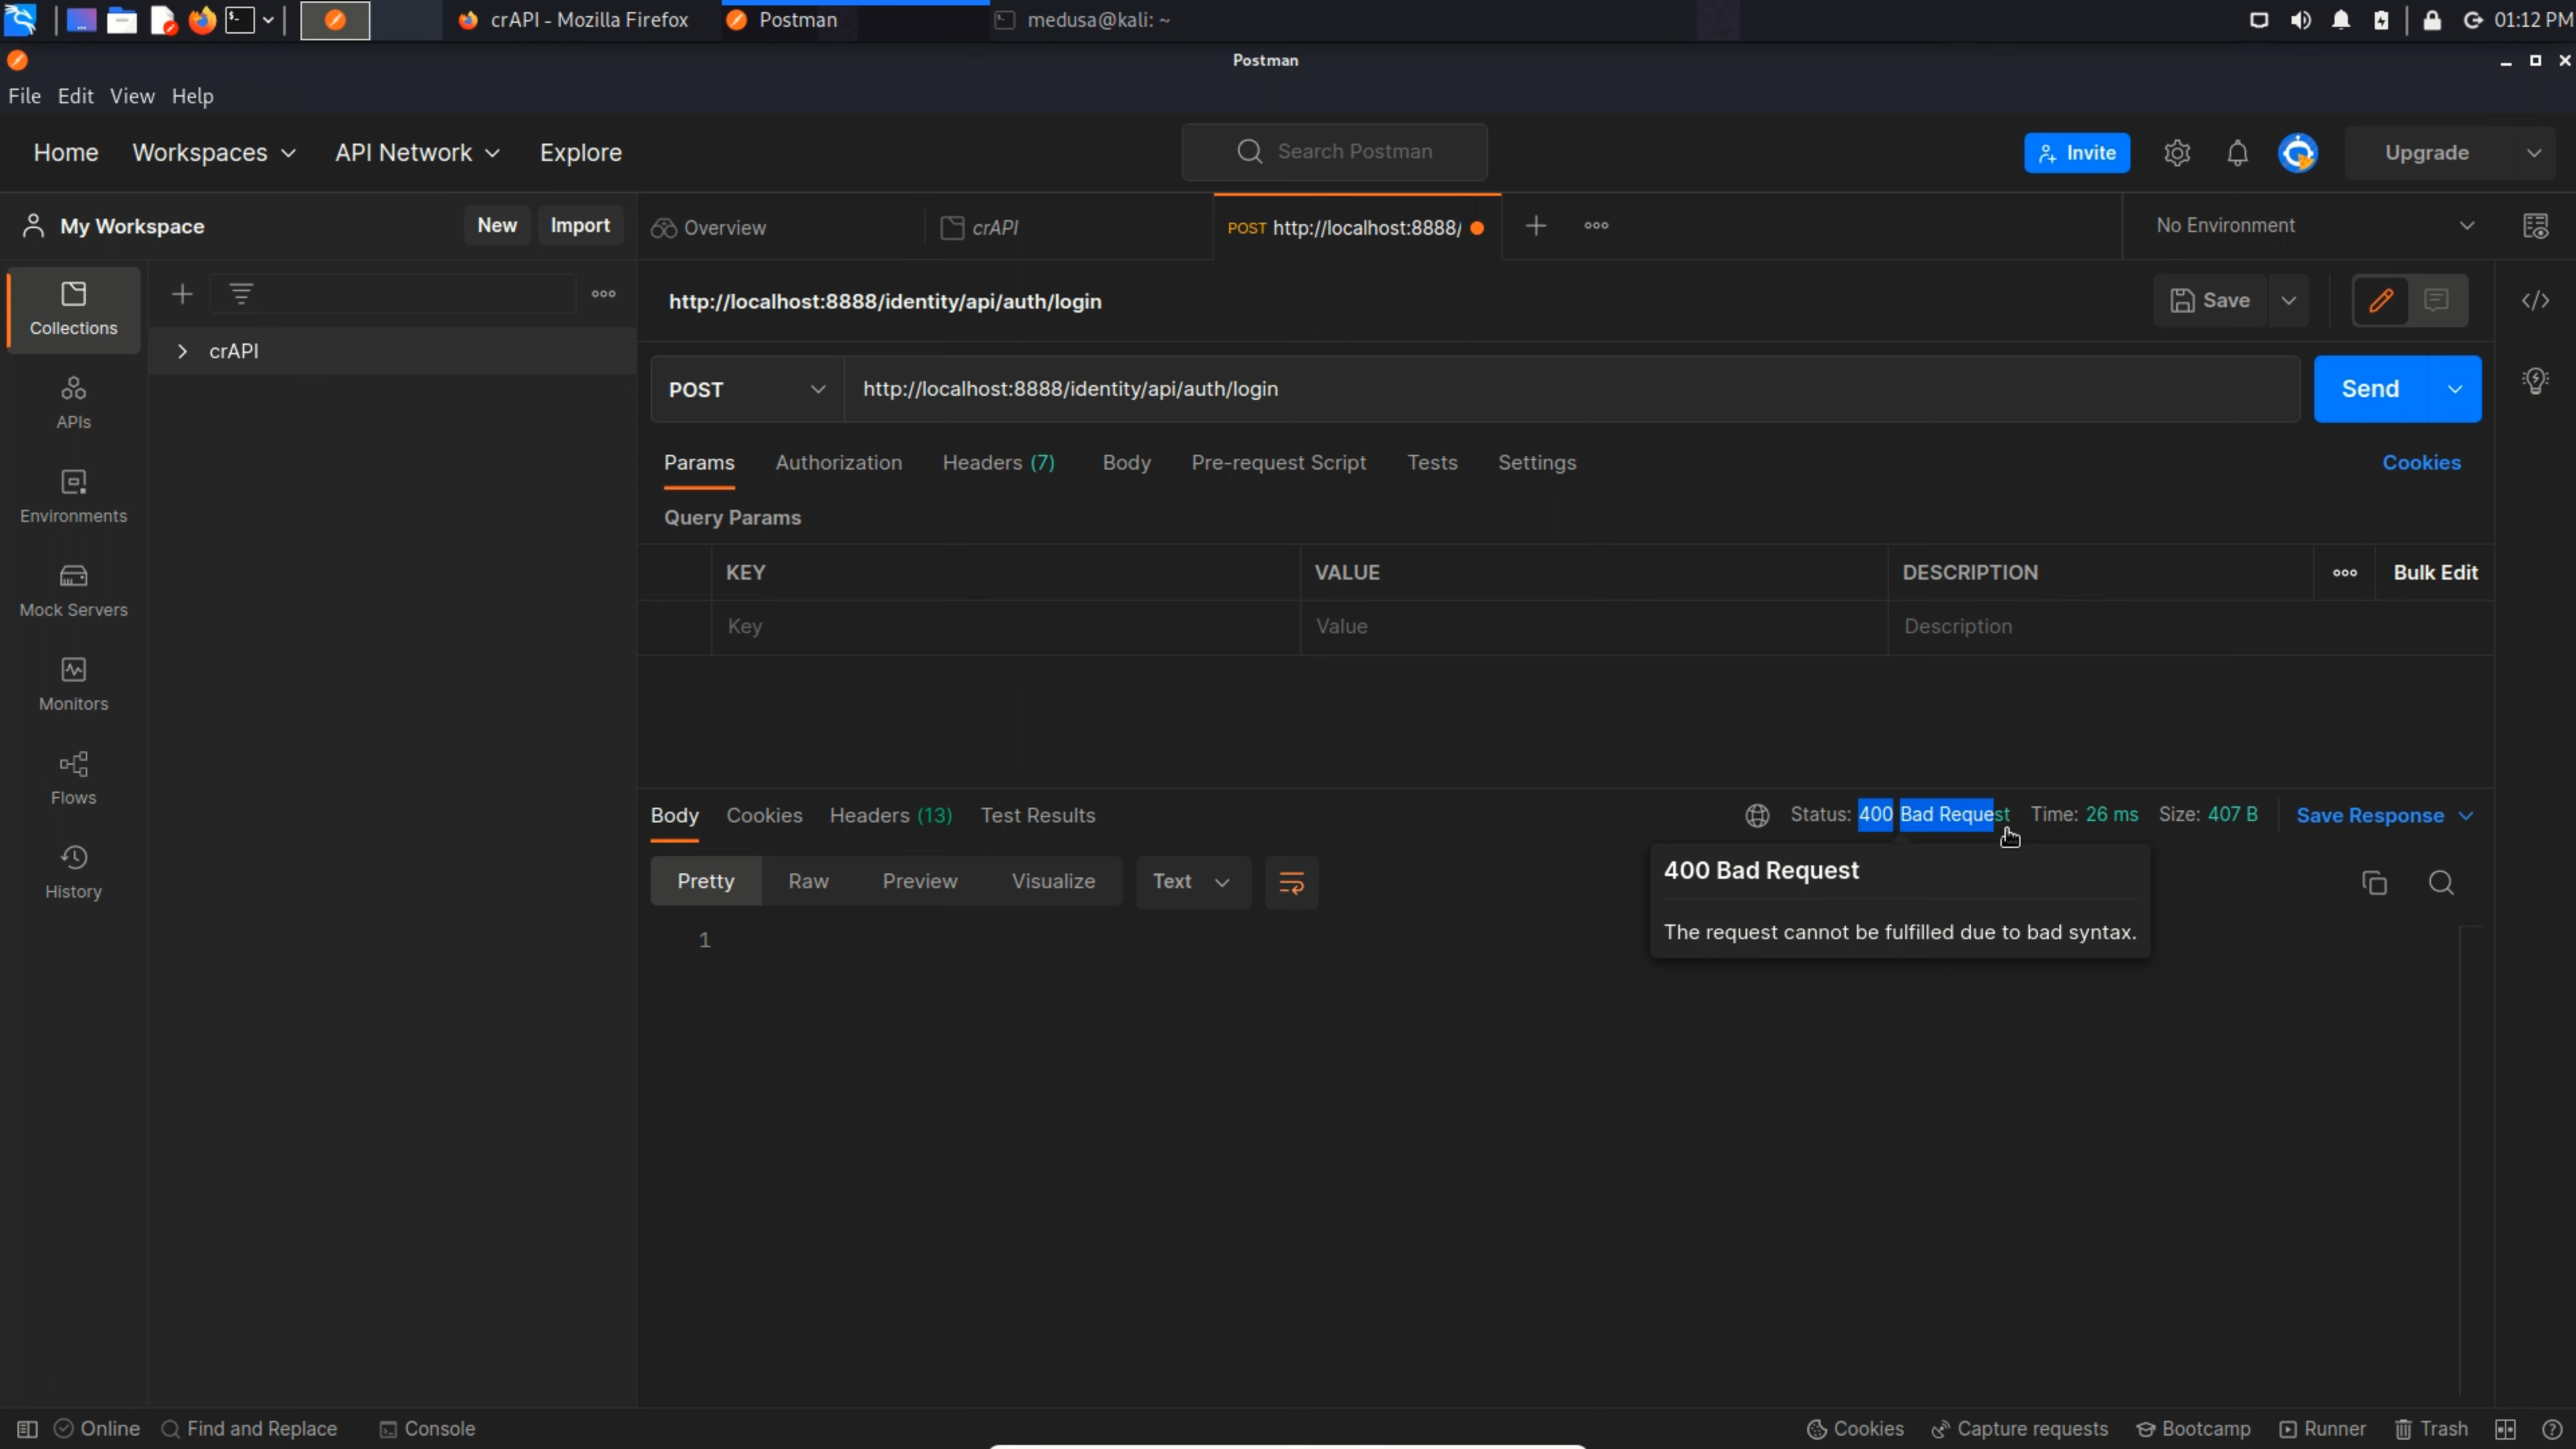 crAPI - Mozilla Firefox Postman medusa@kali: ~ 01:12 PM
Postman
File Edit View Help
Home Workspaces API Network Explore Search Postman Invite Upgrade
My Workspace New Import Overview crAPI POST http://localhost:8888/ No Environment
Collections
http://localhost:8888/identity/api/auth/login Save
crAPI
POST http://localhost:8888/identity/api/auth/login Send
APIs
Params Authorization Headers (7) Body Pre-request Script Tests Settings Cookies
Environments
Query Params
KEY VALUE DESCRIPTION Bulk Edit
Mock Servers
Key Value Description
Monitors
Flows
Body Cookies Headers (13) Test Results Status: 400 Bad Request Time: 26 ms Size: 407 B Save Response
History
Pretty Raw Preview Visualize Text
400 Bad Request
The request cannot be fulfilled due to bad syntax.
1
Online Find and Replace Console Cookies Capture requests Bootcamp Runner Trash